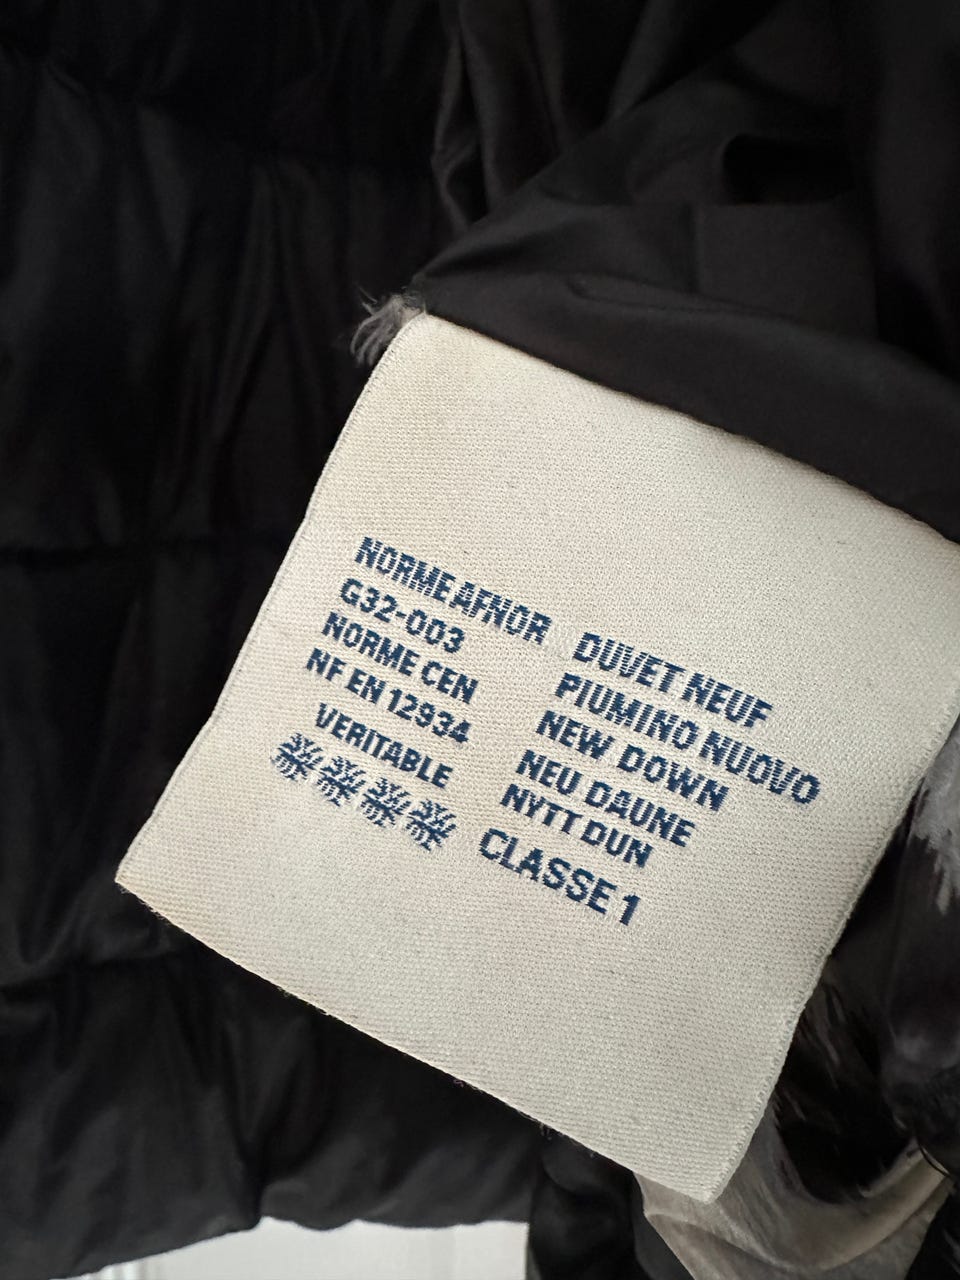 NORME AFNOR
G32-003
NORME CEN
NF EN 12934
VERITABLE
DUVET NEUF
PIUMINO NUOVO
NEW DOWN
NEU DAUNE
NYTT DUN
CLASSE 1